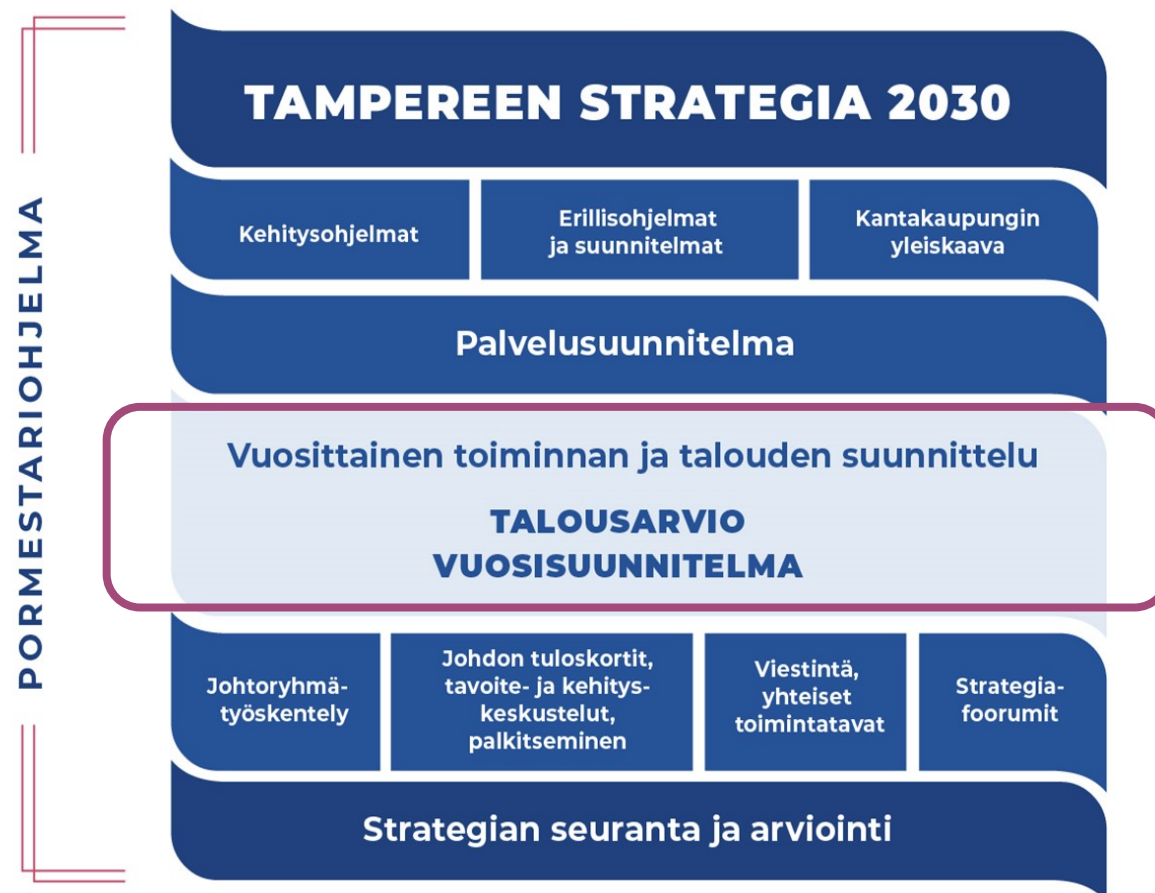 PORMESTARIOHJELMA
TAMPEREEN STRATEGIA 2030
Kehitysohjelmat
Erillisohjelmat
ja suunnitelmat
Kantakaupungin
yleiskaava
Palvelusuunnitelma
Vuosittainen toiminnan ja talouden suunnittelu
TALOUSARVIO
VUOSISUUNNITELMA
Johtoryhmä-
työskentely
Johdon tuloskortit,
tavoite- ja kehitys-
keskustelut,
palkitseminen
Viestintä,
yhteiset
toimintatavat
Strategia-
foorumit
Strategian seuranta ja arviointi